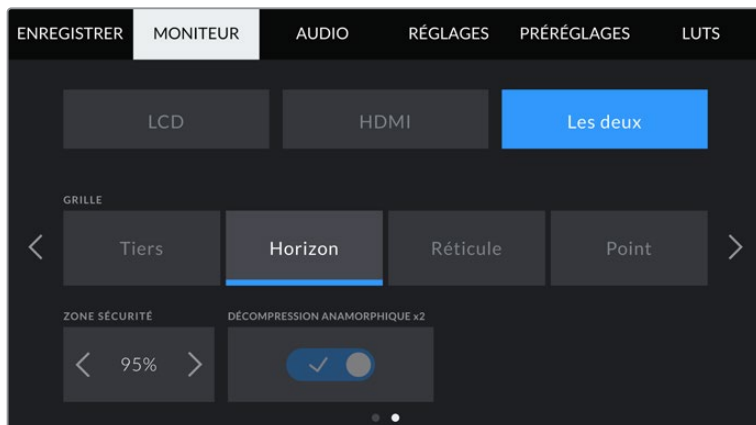 ENREGISTRER MONITEUR AUDIO RÉGLAGES PRÉRÉGLAGES LUTS
LCD HDMI Les deux
GRILLE
Tiers Horizon Réticule Point
ZONE SÉCURITÉ DÉCOMPRESSION ANAMORPHIQUE x2
95%